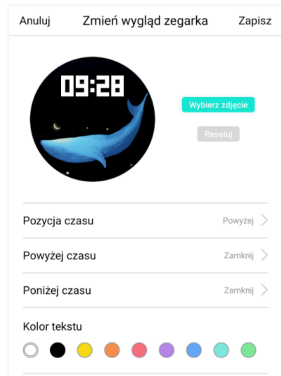 Anuluj Zmień wygląd zegarka Zapisz
09:28
Wybierz zdjęcie
Resetuj
Pozycja czasu Powyżej
Powyżej czasu Zamknij
Poniżej czasu Zamknij
Kolor tekstu